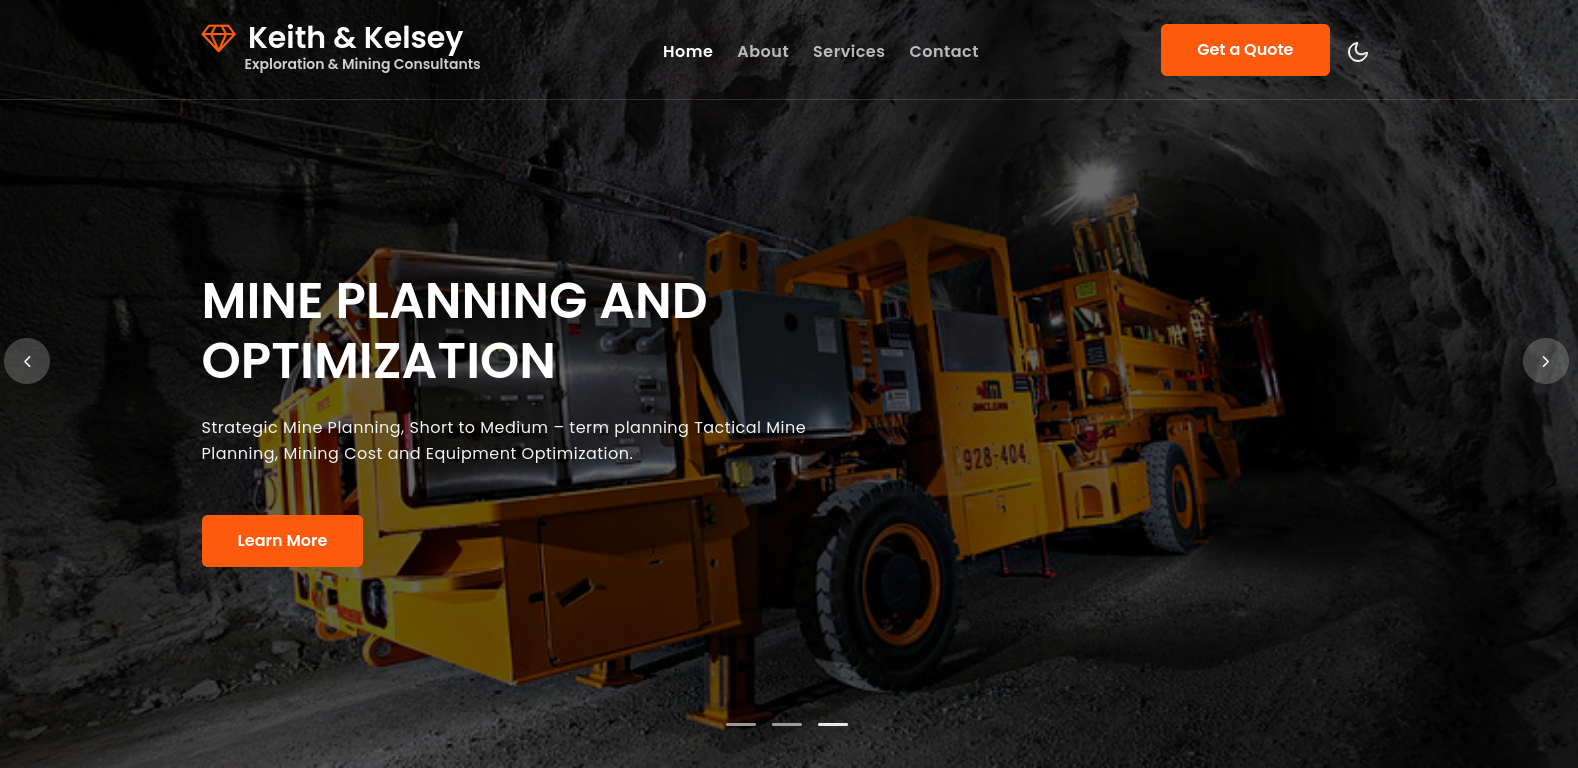 Keith & Kelsey
Exploration & Mining Consultants
Home About Services Contact
Get a Quote
MINE PLANNING AND
OPTIMIZATION
Strategic Mine Planning, Short to Medium – term planning Tactical Mine
Planning, Mining Cost and Equipment Optimization.
Learn More
928-404